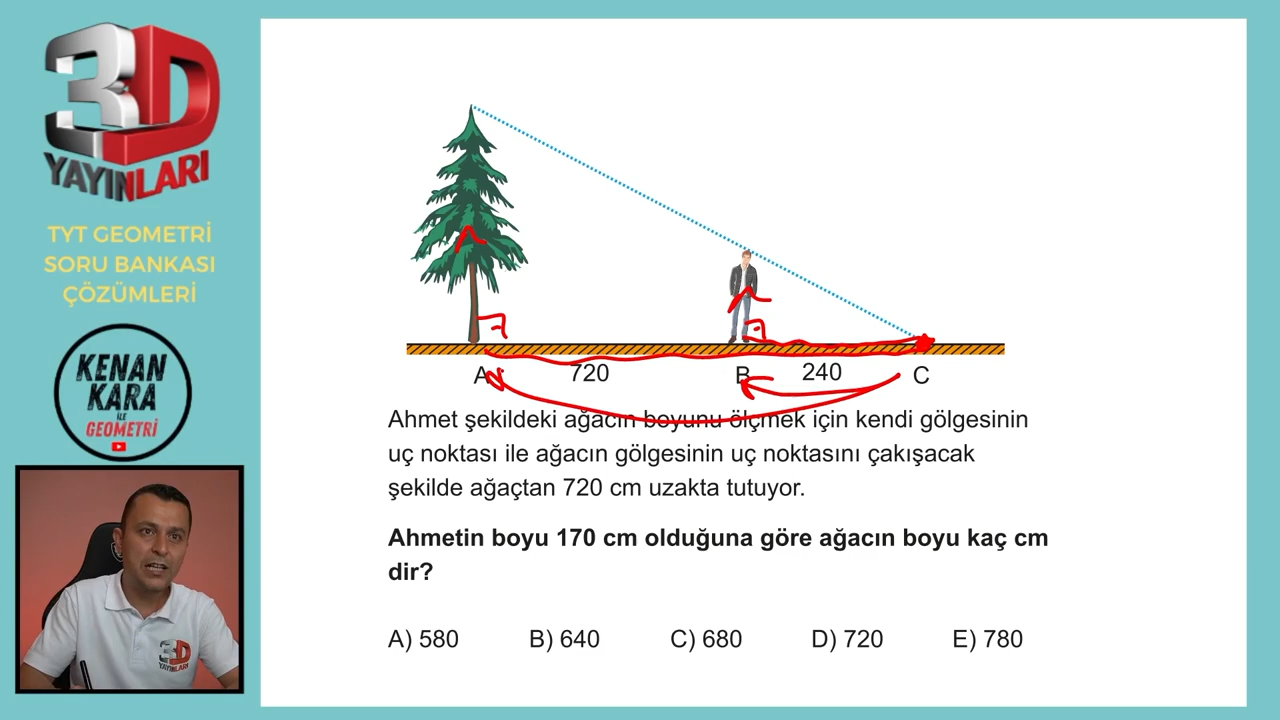 3D
YAYINLARI
TYT GEOMETRİ
SORU BANKASI
ÇÖZÜMLERİ
KENAN
KARA
İLE
GEOMETRİ
3D
YAYINLARI
A 720 B 240 C
Ahmet şekildeki ağacın boyunu ölçmek için kendi gölgesinin
uç noktası ile ağacın gölgesinin uç noktasını çakışacak
şekilde ağaçtan 720 cm uzakta tutuyor.
Ahmetin boyu 170 cm olduğuna göre ağacın boyu kaç cm
dir?
A) 580 B) 640 C) 680 D) 720 E) 780